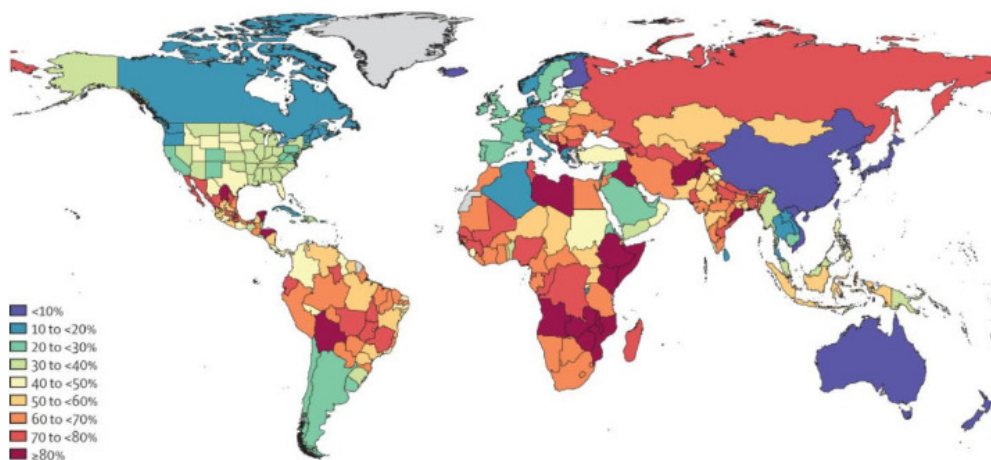 <10%
10 to <20%
20 to <30%
30 to <40%
40 to <50%
50 to <60%
60 to <70%
70 to <80%
≥80%